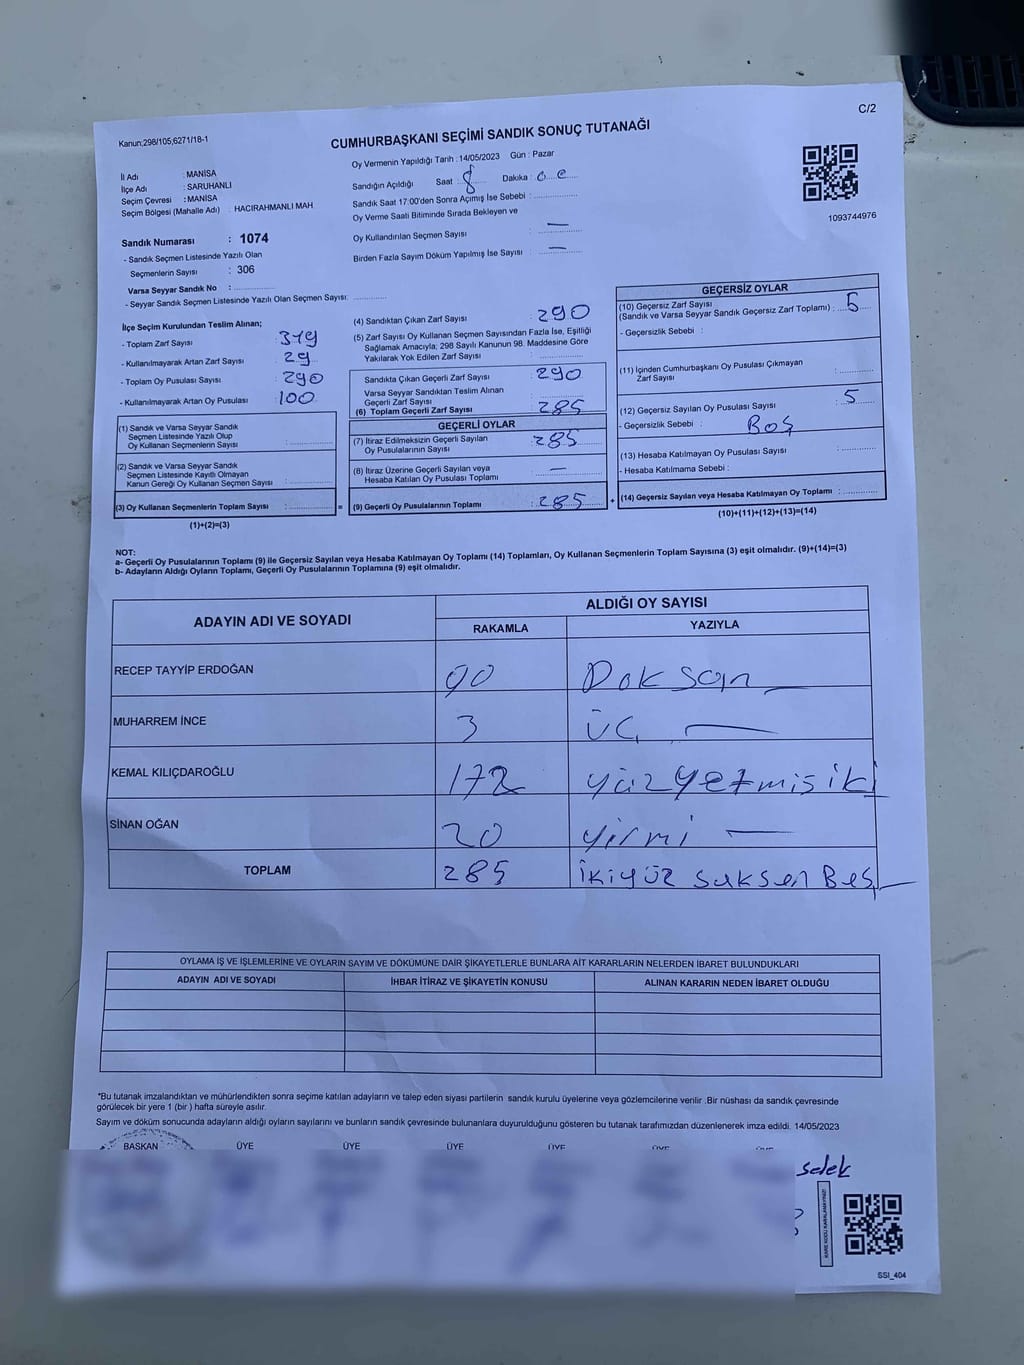 C/2
Kanun;298/105;6271/18-1
CUMHURBAŞKANI SEÇİMİ SANDIK SONUÇ TUTANAĞI
Oy Vermenin Yapıldığı Tarih :14/05/2023 Gün : Pazar
İl Adı : MANİSA
İlçe Adı : SARUHANLI
Seçim Çevresi : MANİSA
Seçim Bölgesi (Mahalle Adı) : HACIRAHMANLI MAH.
Sandığın Açıldığı Saat : 8 Dakika : 00
Sandık Saat 17:00'den Sonra Açımış İse Sebebi :
Oy Verme Saati Bitiminde Sırada Bekleyen ve
Oy Kullandırılan Seçmen Sayısı : —
Birden Fazla Sayım Döküm Yapılmış İse Sayısı : —
1093744976
Sandık Numarası : 1074
- Sandık Seçmen Listesinde Yazılı Olan
Seçmenlerin Sayısı : 306
Varsa Seyyar Sandık No :
- Seyyar Sandık Seçmen Listesinde Yazılı Olan Seçmen Sayısı:
İlçe Seçim Kurulundan Teslim Alınan;
- Toplam Zarf Sayısı : 319
- Kullanılmayarak Artan Zarf Sayısı : 29
- Toplam Oy Pusulası Sayısı : 290
- Kullanılmayarak Artan Oy Pusulası : 100
(1) Sandık ve Varsa Seyyar Sandık
Seçmen Listesinde Yazılı Olup
Oy Kullanan Seçmenlerin Sayısı :
(2) Sandık ve Varsa Seyyar Sandık
Seçmen Listesinde Kayıtlı Olmayan
Kanun Gereği Oy Kullanan Seçmen Sayısı :
(3) Oy Kullanan Seçmenlerin Toplam Sayısı : =
(1)+(2)=(3)
(4) Sandıktan Çıkan Zarf Sayısı : 290
(5) Zarf Sayısı Oy Kullanan Seçmen Sayısından Fazla İse, Eşitliği
Sağlamak Amacıyla; 298 Sayılı Kanunun 98. Maddesine Göre
Yakılarak Yok Edilen Zarf Sayısı :
Sandıkta Çıkan Geçerli Zarf Sayısı : 290
Varsa Seyyar Sandıktan Teslim Alınan
Geçerli Zarf Sayısı :
(6) Toplam Geçerli Zarf Sayısı : 285
GEÇERLİ OYLAR
(7) İtiraz Edilmeksizin Geçerli Sayılan
Oy Pusulalarının Sayısı : 285
(8) İtiraz Üzerine Geçerli Sayılan veya
Hesaba Katılan Oy Pusulası Toplamı : —
(9) Geçerli Oy Pusulalarının Toplamı : 285 +
GEÇERSİZ OYLAR
(10) Geçersiz Zarf Sayısı
(Sandık ve Varsa Seyyar Sandık Geçersiz Zarf Toplamı) : 5
- Geçersizlik Sebebi :
(11) İçinden Cumhurbaşkanı Oy Pusulası Çıkmayan
Zarf Sayısı :
(12) Geçersiz Sayılan Oy Pusulası Sayısı : 5
- Geçersizlik Sebebi : BOŞ
(13) Hesaba Katılmayan Oy Pusulası Sayısı :
- Hesaba Katılmama Sebebi :
(14) Geçersiz Sayılan veya Hesaba Katılmayan Oy Toplamı :
(10)+(11)+(12)+(13)=(14)
NOT:
a- Geçerli Oy Pusulalarının Toplamı (9) ile Geçersiz Sayılan veya Hesaba Katılmayan Oy Toplamı (14) Toplamları, Oy Kullanan Seçmenlerin Toplam Sayısına (3) eşit olmalıdır. (9)+(14)=(3)
b- Adayların Aldığı Oyların Toplamı, Geçerli Oy Pusulalarının Toplamına (9) eşit olmalıdır.
ADAYIN ADI VE SOYADI ALDIĞI OY SAYISI
RAKAMLA YAZIYLA
RECEP TAYYİP ERDOĞAN 90 Doksan
MUHARREM İNCE 3 Üç
KEMAL KILIÇDAROĞLU 172 yüzyetmiş iki
SİNAN OĞAN 20 yirmi
TOPLAM 285 ikiyüz seksen Beş
OYLAMA İŞ VE İŞLEMLERİNE VE OYLARIN SAYIM VE DÖKÜMÜNE DAİR ŞİKAYETLERLE BUNLARA AİT KARARLARIN NELERDEN İBARET BULUNDUKLARI
ADAYIN ADI VE SOYADI İHBAR İTİRAZ VE ŞİKAYETİN KONUSU ALINAN KARARIN NEDEN İBARET OLDUĞU
*Bu tutanak imzalandıktan ve mühürlendikten sonra seçime katılan adayların ve talep eden siyasi partilerin sandık kurulu üyelerine veya gözlemcilerine verilir .Bir nüshası da sandık çevresinde
görülecek bir yere 1 (bir ) hafta süreyle asılır.
Sayım ve döküm sonucunda adayların aldığı oyların sayılarını ve bunların sandık çevresinde bulunanlara duyurulduğunu gösteren bu tutanak tarafımızdan düzenlenerek imza edildi. 14/05/2023
BAŞKAN ÜYE ÜYE ÜYE ÜYE ÜYE ÜYE
selek
KARE KODU KARALAMAYINIZ!
SSI_404